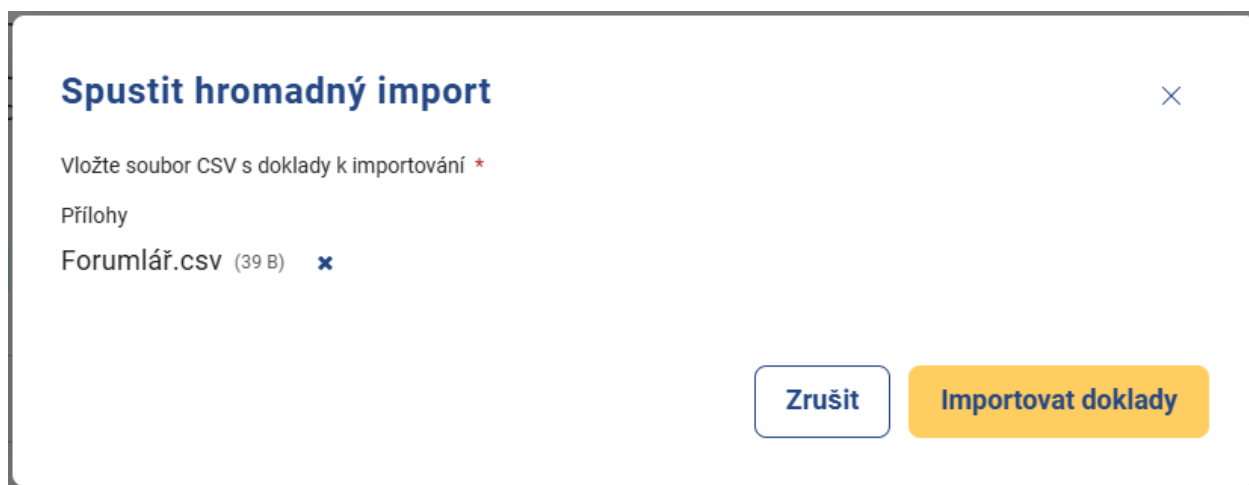 Spustit hromadný import
Vložte soubor CSV s doklady k importování *
Přílohy
Forumlář.csv (39 B)
Zrušit
Importovat doklady